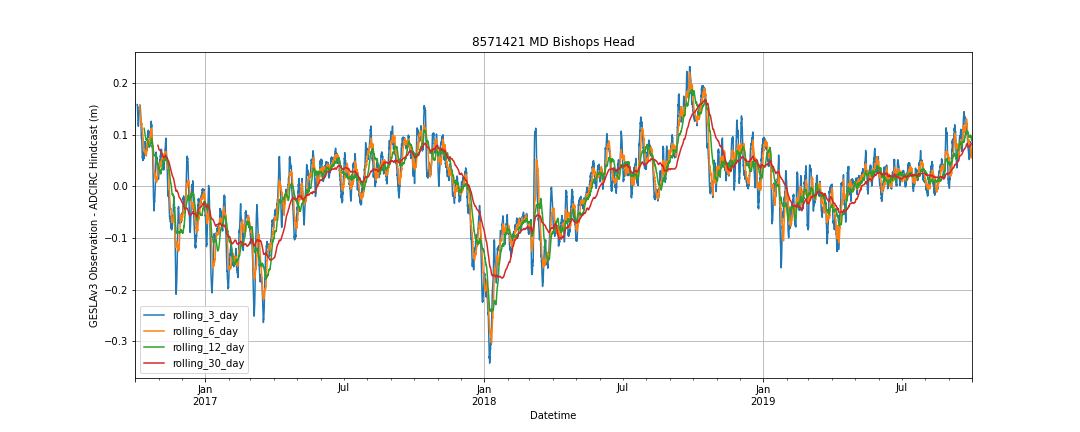 8571421 MD Bishops Head
GESLAv3 Observation - ADCIRC Hindcast (m)
0.2
0.1
0.0
−0.1
−0.2
−0.3
rolling_3_day
rolling_6_day
rolling_12_day
rolling_30_day
Jan
2017
Jul
Jan
2018
Jul
Jan
2019
Jul
Datetime